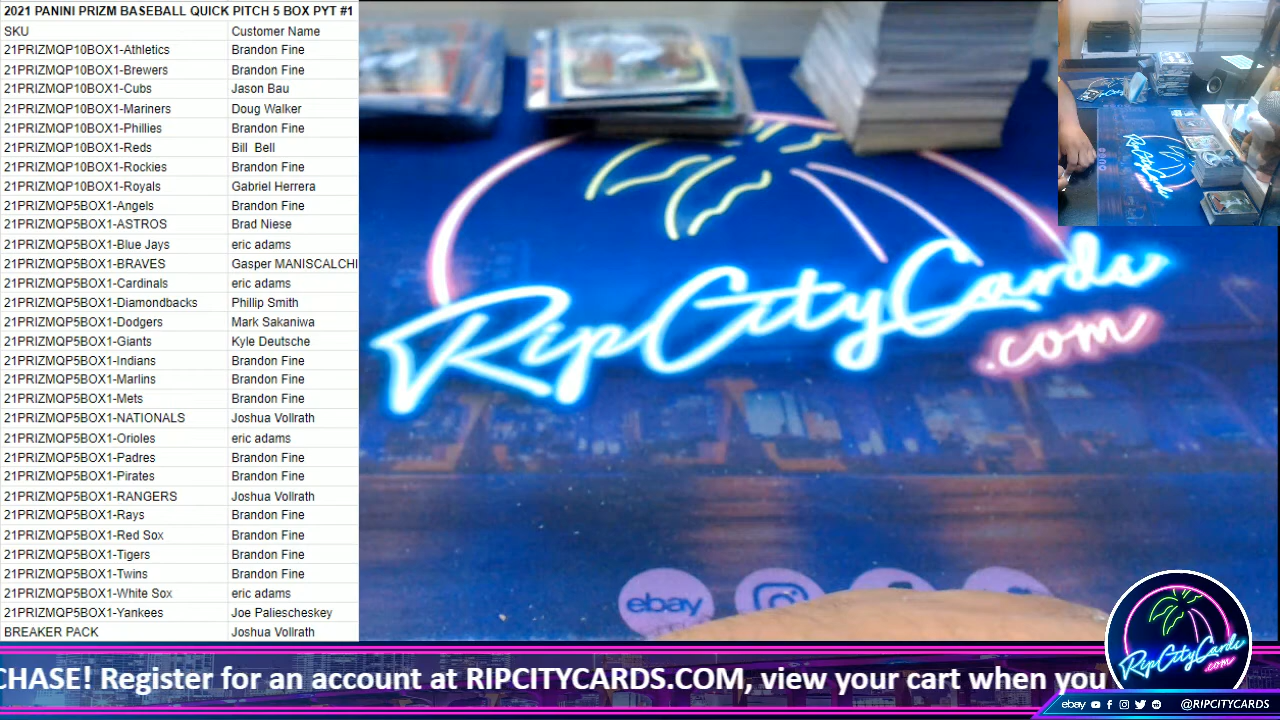 2021 PANINI PRIZM BASEBALL QUICK PITCH 5 BOX PYT #1
SKU Customer Name
21PRIZMQP10BOX1-Athletics Brandon Fine
21PRIZMQP10BOX1-Brewers Brandon Fine
21PRIZMQP10BOX1-Cubs Jason Bau
21PRIZMQP10BOX1-Mariners Doug Walker
21PRIZMQP10BOX1-Phillies Brandon Fine
21PRIZMQP10BOX1-Reds Bill Bell
21PRIZMQP10BOX1-Rockies Brandon Fine
21PRIZMQP10BOX1-Royals Gabriel Herrera
21PRIZMQP5BOX1-Angels Brandon Fine
21PRIZMQP5BOX1-ASTROS Brad Niese
21PRIZMQP5BOX1-Blue Jays eric adams
21PRIZMQP5BOX1-BRAVES Gasper MANISCALCHI
21PRIZMQP5BOX1-Cardinals eric adams
21PRIZMQP5BOX1-Diamondbacks Phillip Smith
21PRIZMQP5BOX1-Dodgers Mark Sakaniwa
21PRIZMQP5BOX1-Giants Kyle Deutsche
21PRIZMQP5BOX1-Indians Brandon Fine
21PRIZMQP5BOX1-Marlins Brandon Fine
21PRIZMQP5BOX1-Mets Brandon Fine
21PRIZMQP5BOX1-NATIONALS Joshua Vollrath
21PRIZMQP5BOX1-Orioles eric adams
21PRIZMQP5BOX1-Padres Brandon Fine
21PRIZMQP5BOX1-Pirates Brandon Fine
21PRIZMQP5BOX1-RANGERS Joshua Vollrath
21PRIZMQP5BOX1-Rays Brandon Fine
21PRIZMQP5BOX1-Red Sox Brandon Fine
21PRIZMQP5BOX1-Tigers Brandon Fine
21PRIZMQP5BOX1-Twins Brandon Fine
21PRIZMQP5BOX1-White Sox eric adams
21PRIZMQP5BOX1-Yankees Joe Paliescheskey
BREAKER PACK Joshua Vollrath
RipCityCards
.com
ebay
RipCityCards
RipCityCards
.com
CHASE! Register for an account at RIPCITYCARDS.COM, view your cart when you
ebay @RIPCITYCARDS